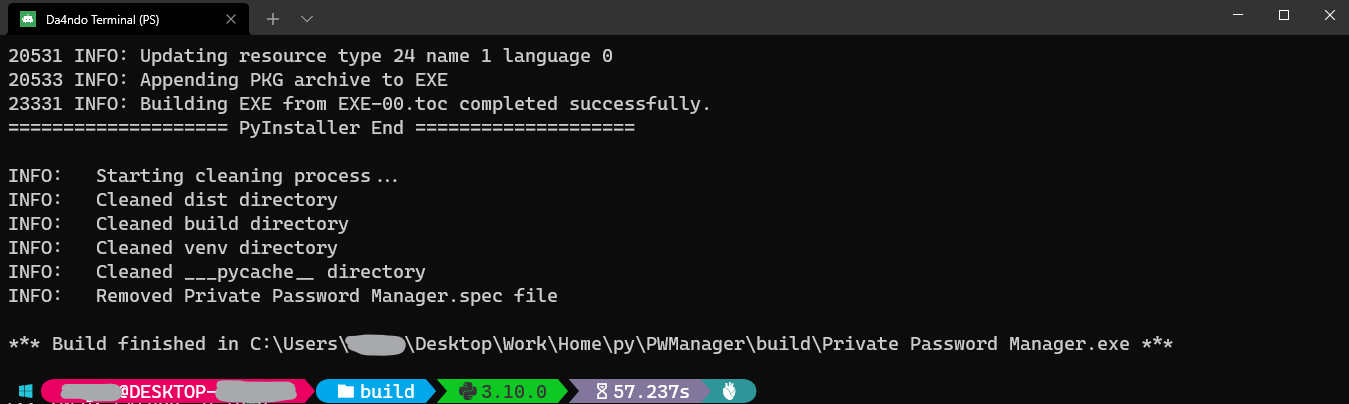 Da4ndo Terminal (PS)
20531 INFO: Updating resource type 24 name 1 language 0
20533 INFO: Appending PKG archive to EXE
23331 INFO: Building EXE from EXE-00.toc completed successfully.
==================== PyInstaller End ====================
INFO:   Starting cleaning process...
INFO:   Cleaned dist directory
INFO:   Cleaned build directory
INFO:   Cleaned venv directory
INFO:   Cleaned ___pycache__ directory
INFO:   Removed Private Password Manager.spec file
*** Build finished in C:\Users\ \Desktop\Work\Home\py\PWManager\build\Private Password Manager.exe ***
@DESKTOP- build 3.10.0 57.237s